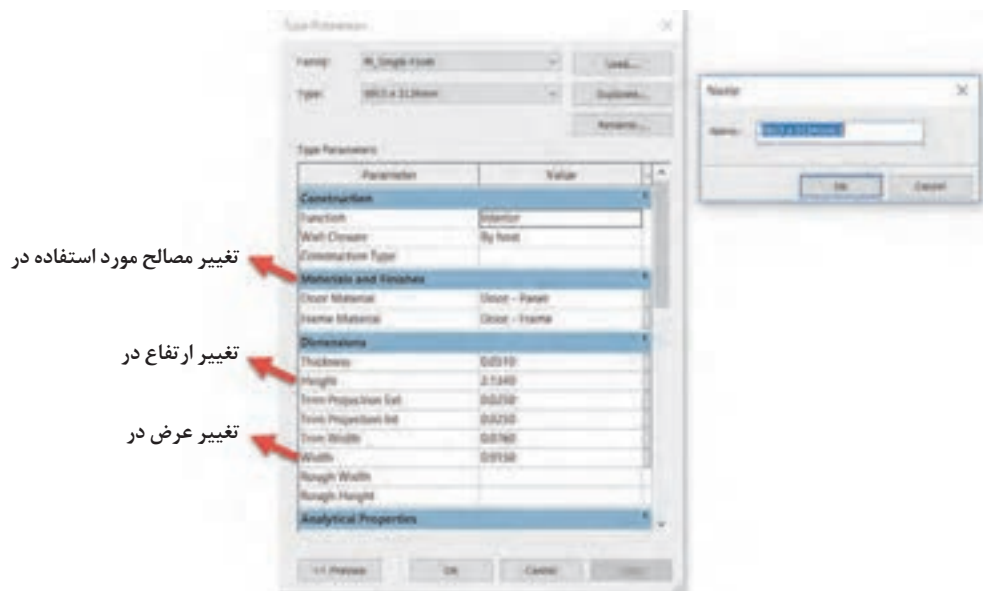 Type Properties
Family:
Load...
Type:
Duplicate...
Rename...
Type Parameters
Parameter
Value
Construction
Function
Interior
Wall Closure
By host
Construction Type
Materials and Finishes
Door Material
Door - Panel
Frame Material
Door - Frame
Dimensions
Thickness
Height
Trim Projection Ext
Trim Projection Int
Trim Width
Width
Rough Width
Rough Height
Analytical Properties
<< Preview
OK
Cancel
Name
Name:
OK
Cancel
تغییر مصالح مورد استفاده در
تغییر ارتفاع در
تغییر عرض در